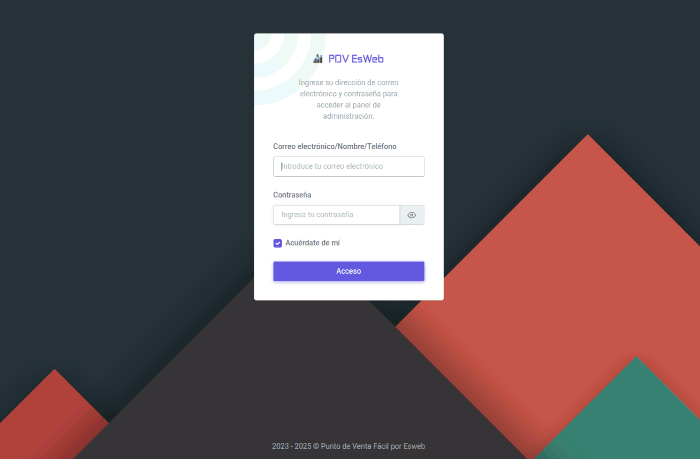 PDV EsWeb
Ingrese su dirección de correo
electrónico y contraseña para
acceder al panel de
administración.
Correo electrónico/Nombre/Teléfono
Introduce tu correo electrónico
Contraseña
Ingresa tu contraseña
Acuérdate de mí
Acceso
2023 - 2025 © Punto de Venta Fácil por Esweb